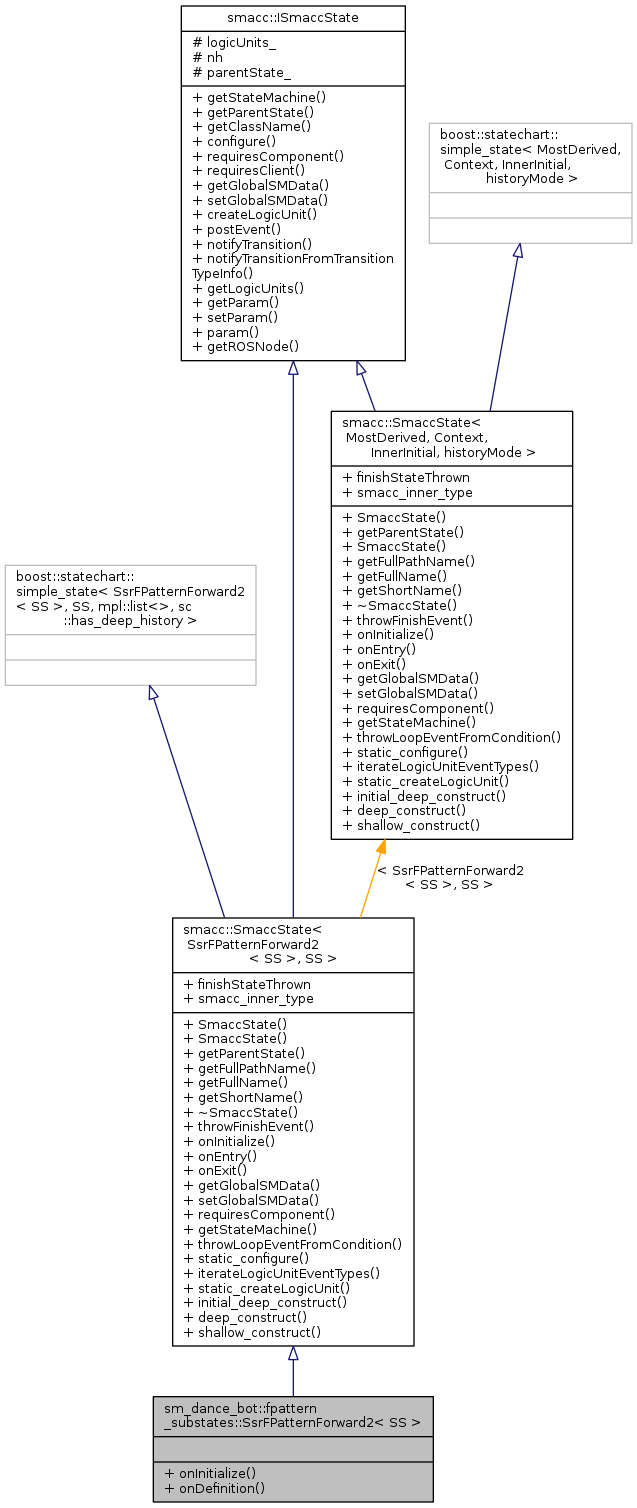 smacc::ISmaccState
# logicUnits_
# nh
# parentState_
+ getStateMachine()
+ getParentState()
+ getClassName()
+ configure()
+ requiresComponent()
+ requiresClient()
+ getGlobalSMData()
+ setGlobalSMData()
+ createLogicUnit()
+ postEvent()
+ notifyTransition()
+ notifyTransitionFromTransition
TypeInfo()
+ getLogicUnits()
+ getParam()
+ setParam()
+ param()
+ getROSNode()
boost::statechart::
simple_state< MostDerived,
Context, InnerInitial,
historyMode >
smacc::SmaccState<
MostDerived, Context,
InnerInitial, historyMode >
+ finishStateThrown
+ smacc_inner_type
+ SmaccState()
+ getParentState()
+ SmaccState()
+ getFullPathName()
+ getFullName()
+ getShortName()
+ ~SmaccState()
+ throwFinishEvent()
+ onInitialize()
+ onEntry()
+ onExit()
+ getGlobalSMData()
+ setGlobalSMData()
+ requiresComponent()
+ getStateMachine()
+ throwLoopEventFromCondition()
+ static_configure()
+ iterateLogicUnitEventTypes()
+ static_createLogicUnit()
+ initial_deep_construct()
+ deep_construct()
+ shallow_construct()
boost::statechart::
simple_state< SsrFPatternForward2
< SS >, SS, mpl::list<>, sc
::has_deep_history >
< SsrFPatternForward2
< SS >, SS >
smacc::SmaccState<
SsrFPatternForward2
< SS >, SS >
+ finishStateThrown
+ smacc_inner_type
+ SmaccState()
+ SmaccState()
+ getParentState()
+ getFullPathName()
+ getFullName()
+ getShortName()
+ ~SmaccState()
+ throwFinishEvent()
+ onInitialize()
+ onEntry()
+ onExit()
+ getGlobalSMData()
+ setGlobalSMData()
+ requiresComponent()
+ getStateMachine()
+ throwLoopEventFromCondition()
+ static_configure()
+ iterateLogicUnitEventTypes()
+ static_createLogicUnit()
+ initial_deep_construct()
+ deep_construct()
+ shallow_construct()
sm_dance_bot::fpattern
_substates::SsrFPatternForward2< SS >
+ onInitialize()
+ onDefinition()